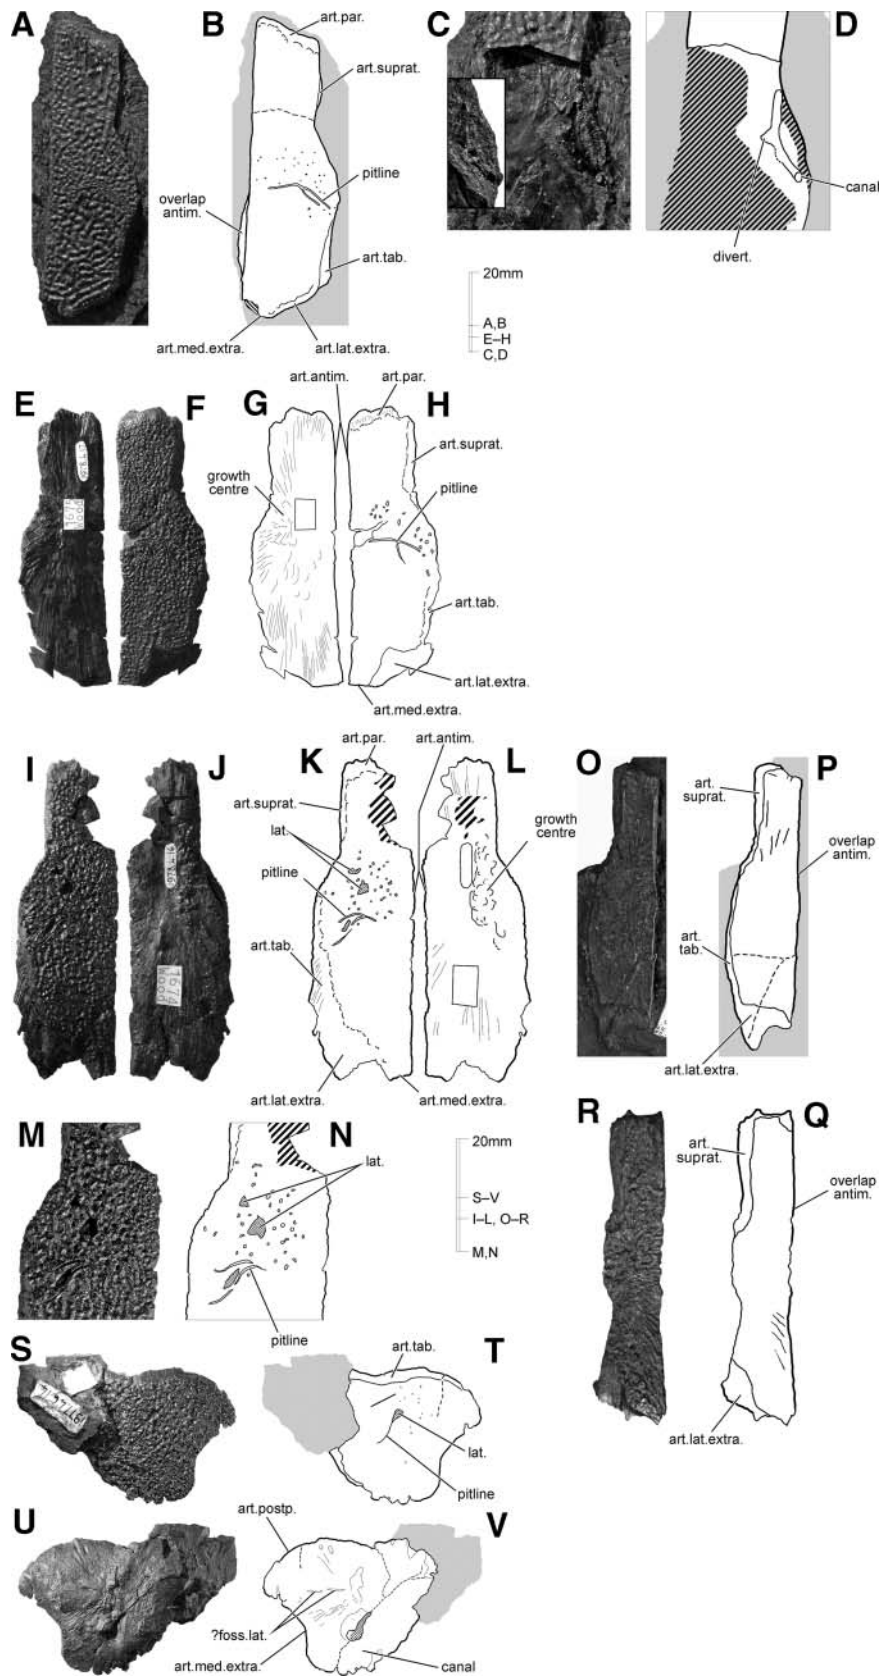 A
B
art.par.
art.suprat.
pitline
overlap
antim.
art.tab.
art.med.extra.
art.lat.extra.
C
D
canal
divert.
20mm
A,B
E–H
C,D
E
F
G
H
art.antim.
art.par.
art.suprat.
growth
centre
pitline
art.tab.
art.lat.extra.
art.med.extra.
I
J
K
L
art.par.
art.antim.
art.suprat.
lat.
pitline
growth
centre
art.tab.
art.lat.extra.
art.med.extra.
O
P
art.
suprat.
overlap
antim.
art.
tab.
art.lat.extra.
M
N
lat.
pitline
20mm
S–V
I–L, O–R
M,N
R
Q
art.
suprat.
overlap
antim.
art.lat.extra.
S
T
art.tab.
lat.
pitline
U
V
art.postp.
?foss.lat.
art.med.extra.
canal